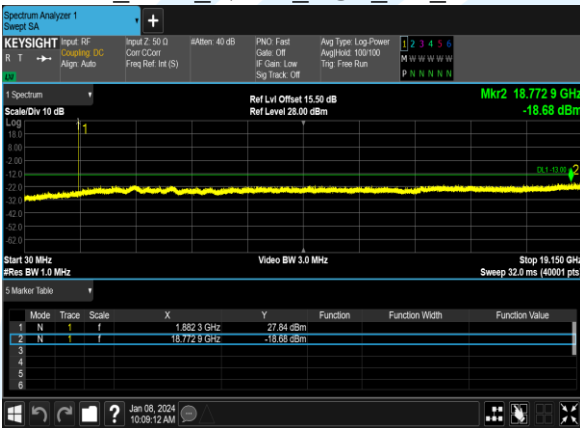 Spectrum Analyzer 1
Swept SA
+
KEYSIGHT Input: RF Input Z: 50 Ω #Atten: 40 dB PNO: Fast Avg Type: Log-Power 1 2 3 4 5 6
R T Coupling: DC Corr CCorr Gate: Off Avg|Hold: 100/100 M W W W W W
Align: Auto Freq Ref: Int (S) IF Gain: Low Trig: Free Run P N N N N N
LV Sig Track: Off
1 Spectrum Ref Lvl Offset 15.50 dB Mkr2 18.772 9 GHz
Scale/Div 10 dB Ref Level 28.00 dBm -18.68 dBm
Log
1
18.0
8.00
-2.00
-12.0 DL1 -13.00 2
-22.0
-32.0
-42.0
-52.0
-62.0
Start 30 MHz Video BW 3.0 MHz Stop 19.150 GHz
#Res BW 1.0 MHz Sweep 32.0 ms (40001 pts
5 Marker Table
Mode Trace Scale X Y Function Function Width Function Value
1 N 1 f 1.882 3 GHz 27.84 dBm
2 N 1 f 18.772 9 GHz -18.68 dBm
3
4
5
6
? Jan 08, 2024
10:09:12 AM